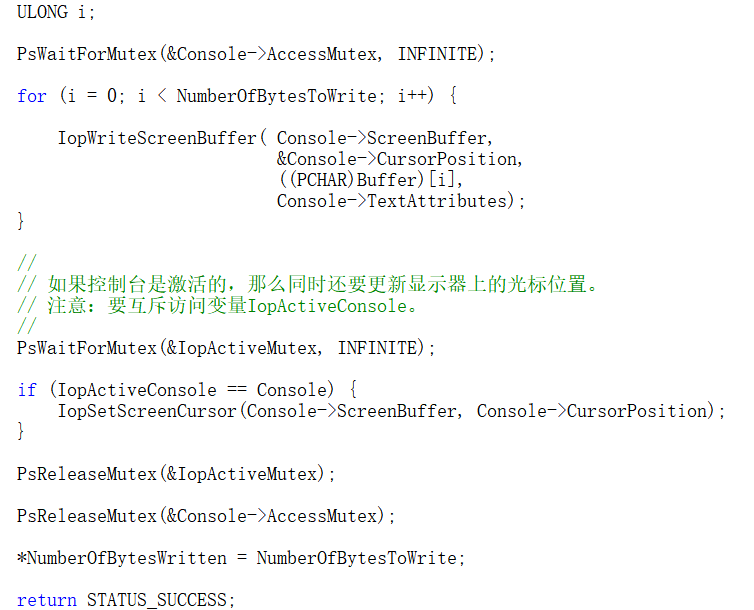 ULONG i;
PsWaitForMutex(&Console->AccessMutex, INFINITE);
for (i = 0; i < NumberOfBytesToWrite; i++) {
IopWriteScreenBuffer( Console->ScreenBuffer,
&Console->CursorPosition,
((PCHAR)Buffer)[i],
Console->TextAttributes);
}
//
// 如果控制台是激活的，那么同时还要更新显示器上的光标位置。
// 注意：要互斥访问变量IopActiveConsole。
//
PsWaitForMutex(&IopActiveMutex, INFINITE);
if (IopActiveConsole == Console) {
IopSetScreenCursor(Console->ScreenBuffer, Console->CursorPosition);
}
PsReleaseMutex(&IopActiveMutex);
PsReleaseMutex(&Console->AccessMutex);
*NumberOfBytesWritten = NumberOfBytesToWrite;
return STATUS_SUCCESS;